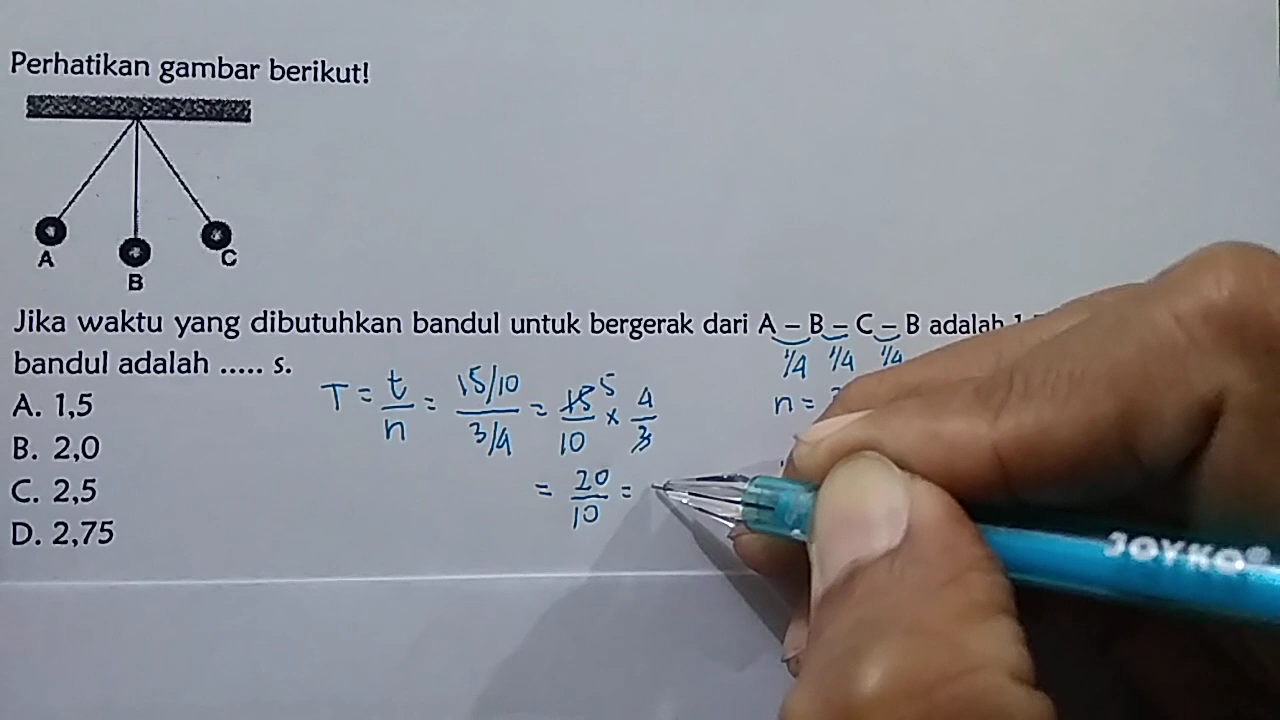 Perhatikan gambar berikut!
A
B
C
Jika waktu yang dibutuhkan bandul untuk bergerak dari A – B – C – B adalah
1/4 1/4 1/4
bandul adalah ..... s.
T = t/n = 15/10 / 3/4 = 15/10 5 × 4/3
n =
= 20/10 =
A. 1,5
B. 2,0
C. 2,5
D. 2,75
JOYKO